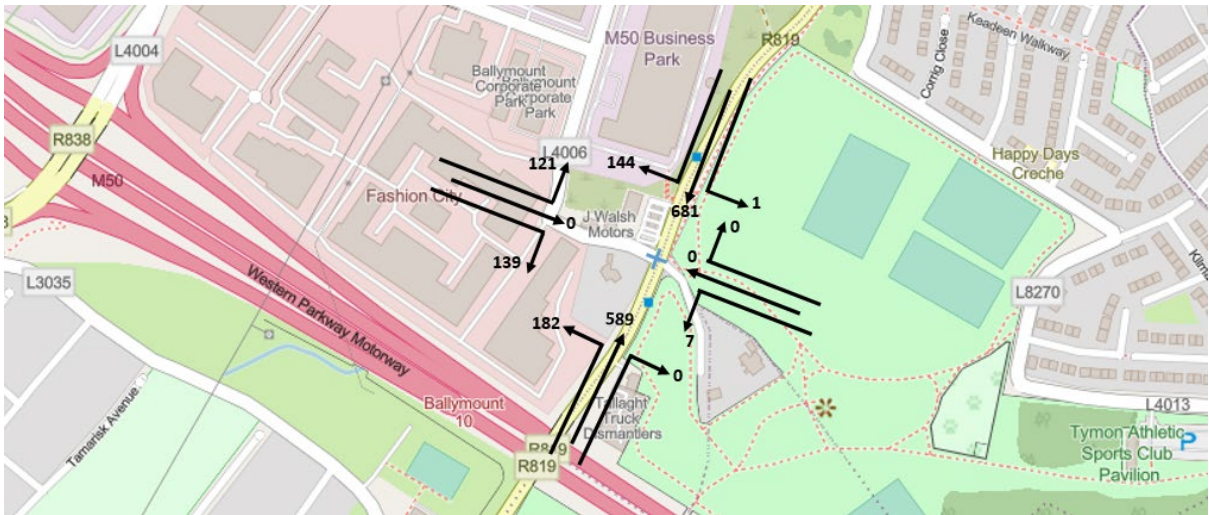 L4004
R838
M50
Ballymount
Corporate
Park
Ballymount
Corporate
Park
M50 Business
Park
R819
Keadeen Walkway
Corrig Close
Happy Days
Creche
L4006
121
144
Fashion City
0
J Walsh
Motors
681
1
0
0
139
L3035
Western Parkway Motorway
182
589
7
0
L8270
Tamarisk Avenue
Ballymount
10
Tallaght
Truck
Dismantlers
R819
R819
L4013
Tymon Athletic
Sports Club
Pavilion
P